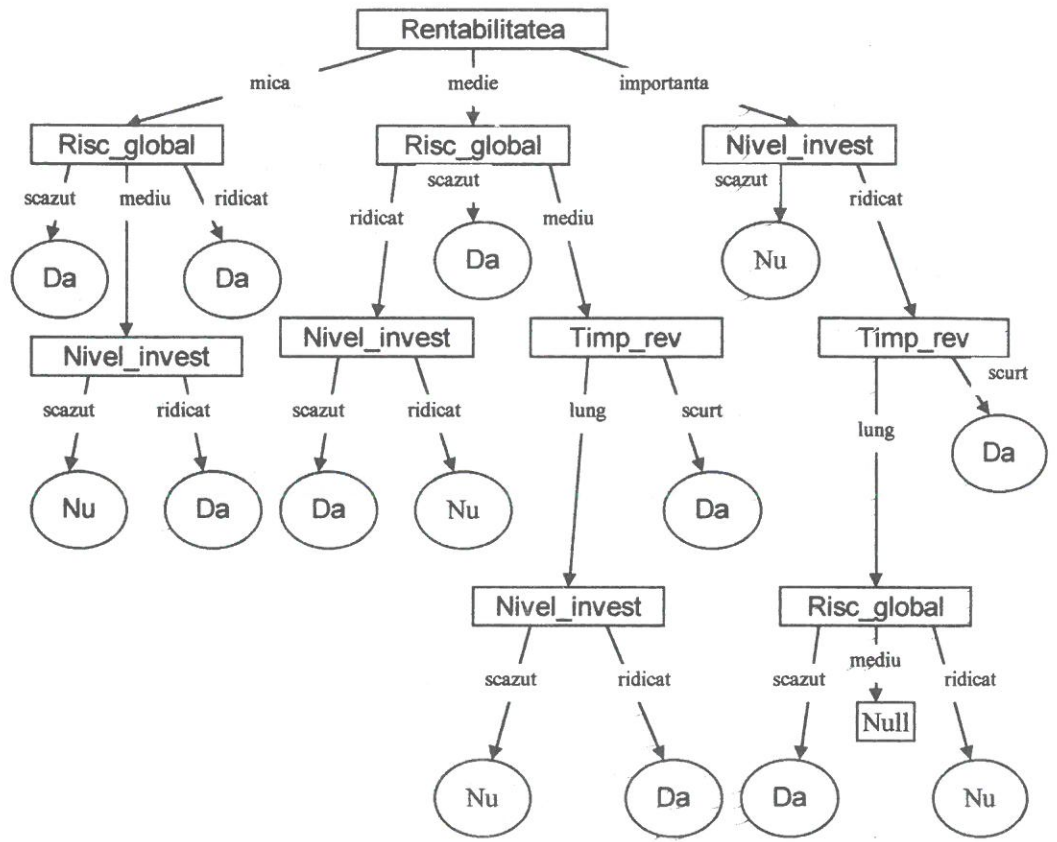 Rentabilitatea
mica medie importanta
Risc_global Risc_global Nivel_invest
scazut mediu ridicat scazut scazut
ridicat mediu ridicat
Da Da Da Nu
Nivel_invest Nivel_invest Timp_rev Timp_rev
scurt
scazut ridicat scazut ridicat lung scurt
lung
Da
Nu Da Da Nu Da
Nivel_invest Risc_global
mediu
scazut ridicat scazut ridicat
Null
Nu Da Da Nu